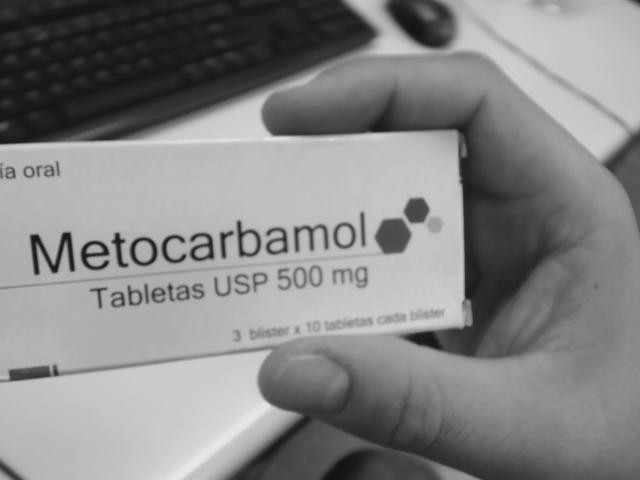 ía oral
Metocarbamol
Tabletas USP 500 mg
3 blister x 10 tabletas cada blister